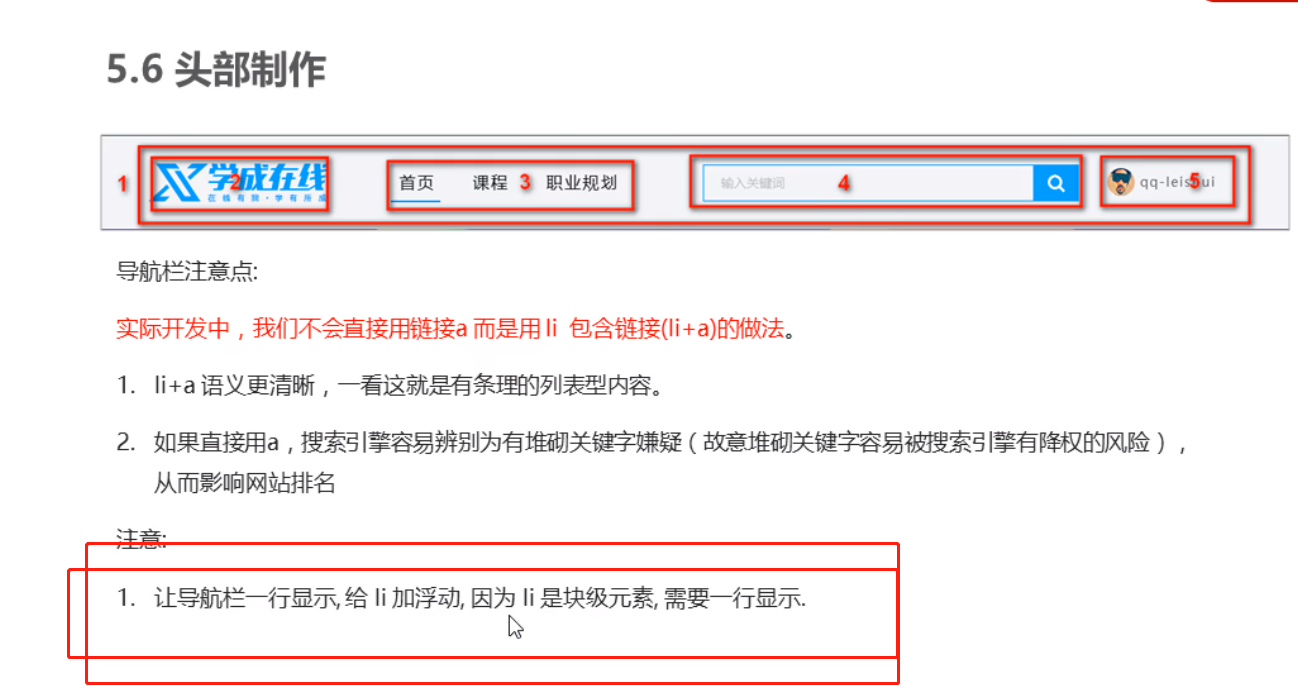 5.6 头部制作
1
学成在线
2
在线有我·学有所成
首页
课程
3
职业规划
输入关键词
4
5
导航栏注意点:
实际开发中，我们不会直接用链接a 而是用 li 包含链接(li+a)的做法。
1. li+a 语义更清晰，一看这就是有条理的列表型内容。
2. 如果直接用a，搜索引擎容易辨别为有堆砌关键字嫌疑（故意堆砌关键字容易被搜索引擎有降权的风险），
从而影响网站排名
注意:
1. 让导航栏一行显示, 给 li 加浮动, 因为 li 是块级元素, 需要一行显示.